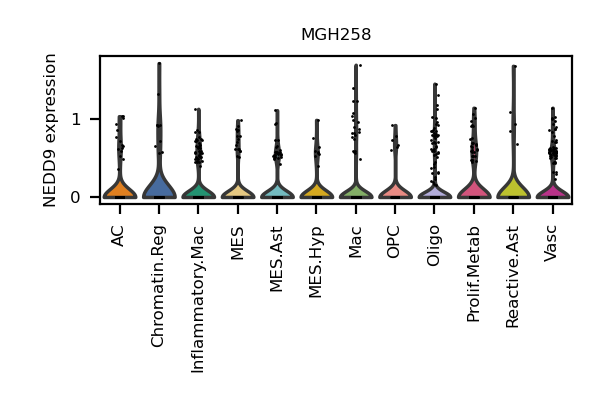 MGH258
NEDD9 expression
1
0
AC
Chromatin.Reg
Inflammatory.Mac
MES
MES.Ast
MES.Hyp
Mac
OPC
Oligo
Prolif.Metab
Reactive.Ast
Vasc